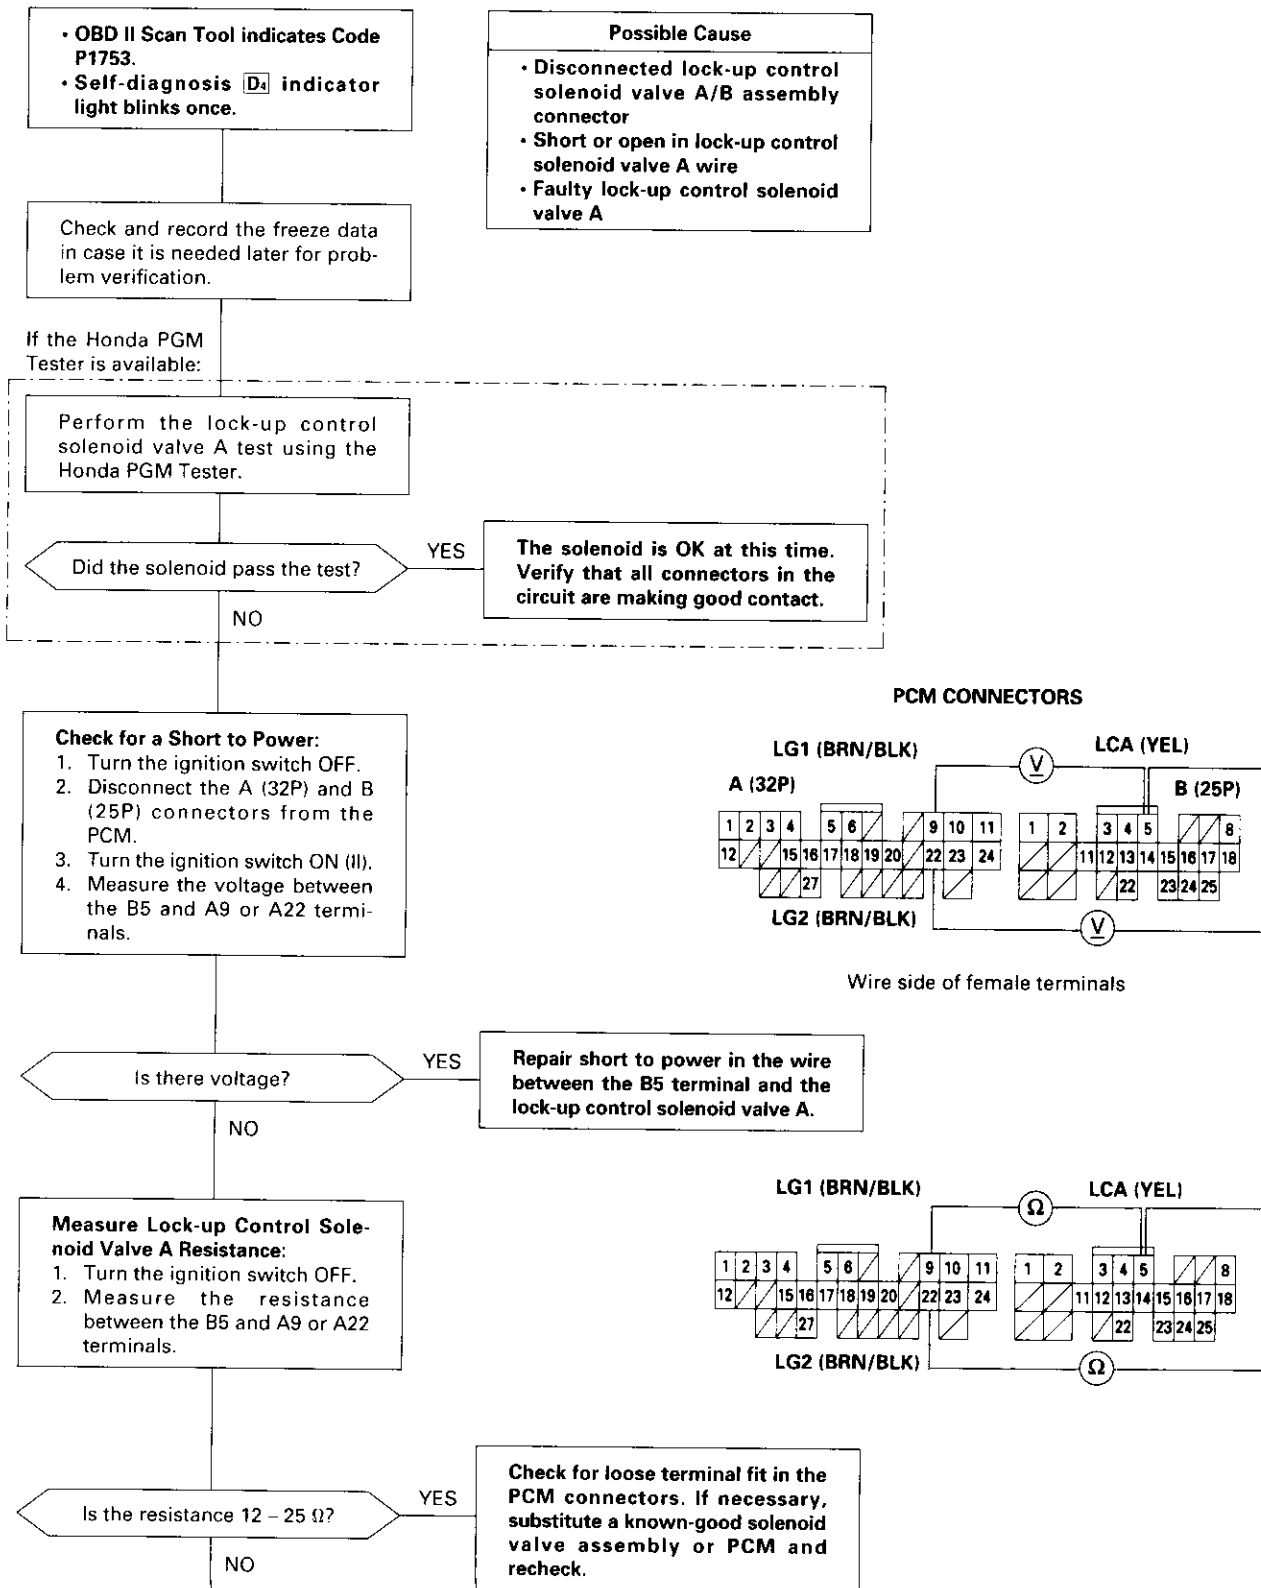 • OBD II Scan Tool indicates Code
P1753.
• Self-diagnosis D4 indicator
light blinks once.
Possible Cause
• Disconnected lock-up control
solenoid valve A/B assembly
connector
• Short or open in lock-up control
solenoid valve A wire
• Faulty lock-up control solenoid
valve A
Check and record the freeze data
in case it is needed later for prob-
lem verification.
If the Honda PGM
Tester is available:
Perform the lock-up control
solenoid valve A test using the
Honda PGM Tester.
Did the solenoid pass the test?
YES
The solenoid is OK at this time.
Verify that all connectors in the
circuit are making good contact.
NO
Check for a Short to Power:
1. Turn the ignition switch OFF.
2. Disconnect the A (32P) and B
(25P) connectors from the
PCM.
3. Turn the ignition switch ON (II).
4. Measure the voltage between
the B5 and A9 or A22 termi-
nals.
PCM CONNECTORS
LG1 (BRN/BLK) V LCA (YEL)
A (32P) B (25P)
1 2 3 4 5 6 9 10 11 1 2 3 4 5 8
12 15 16 17 18 19 20 22 23 24 11 12 13 14 15 16 17 18
27 22 23 24 25
LG2 (BRN/BLK) V
Wire side of female terminals
Is there voltage?
YES
Repair short to power in the wire
between the B5 terminal and the
lock-up control solenoid valve A.
NO
Measure Lock-up Control Sole-
noid Valve A Resistance:
1. Turn the ignition switch OFF.
2. Measure the resistance
between the B5 and A9 or A22
terminals.
LG1 (BRN/BLK) Ω LCA (YEL)
1 2 3 4 5 6 9 10 11 1 2 3 4 5 8
12 15 16 17 18 19 20 22 23 24 11 12 13 14 15 16 17 18
27 22 23 24 25
LG2 (BRN/BLK) Ω
Is the resistance 12 – 25 Ω?
YES
Check for loose terminal fit in the
PCM connectors. If necessary,
substitute a known-good solenoid
valve assembly or PCM and
recheck.
NO